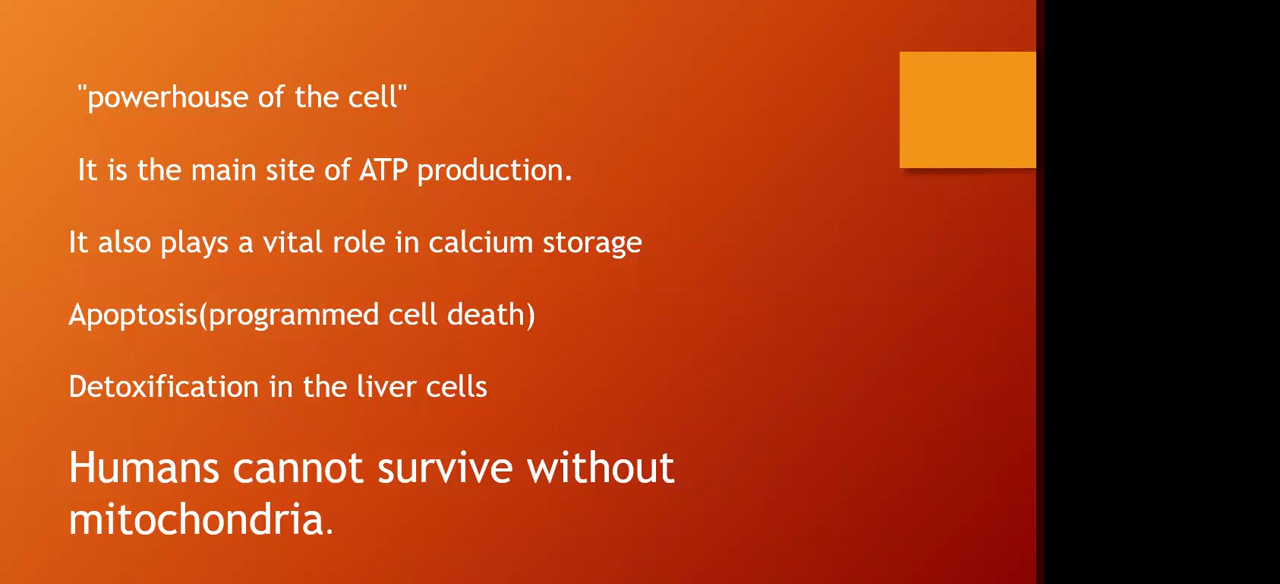 "powerhouse of the cell"
It is the main site of ATP production.
It also plays a vital role in calcium storage
Apoptosis(programmed cell death)
Detoxification in the liver cells
Humans cannot survive without
mitochondria.